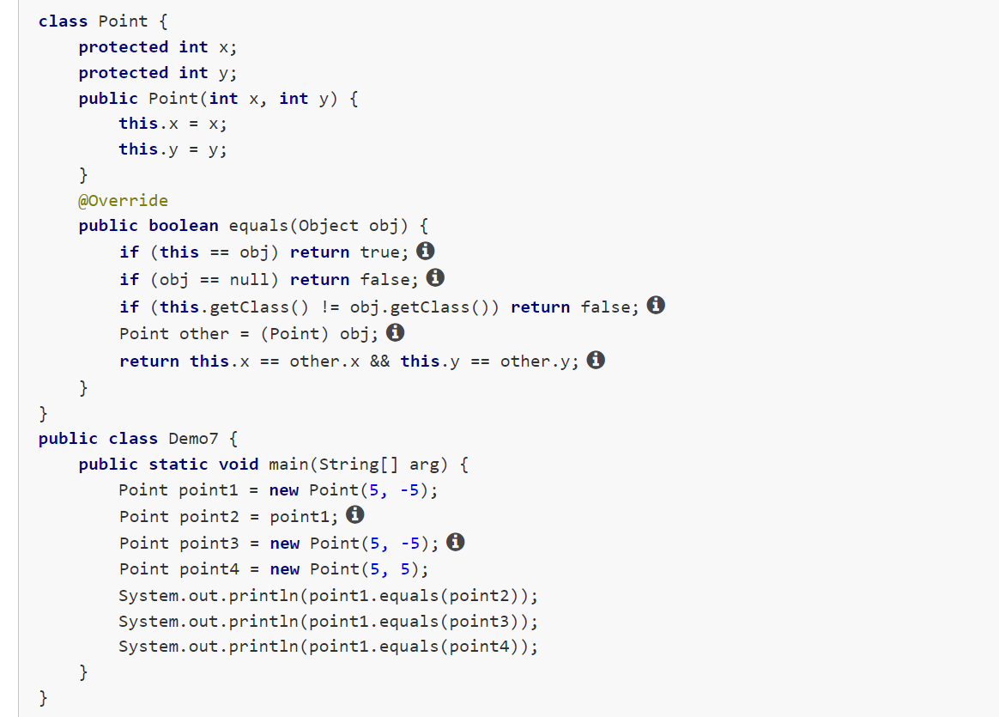 class Point {
    protected int x;
    protected int y;
    public Point(int x, int y) {
        this.x = x;
        this.y = y;
    }
    @Override
    public boolean equals(Object obj) {
        if (this == obj) return true;
        if (obj == null) return false;
        if (this.getClass() != obj.getClass()) return false;
        Point other = (Point) obj;
        return this.x == other.x && this.y == other.y;
    }
}
public class Demo7 {
    public static void main(String[] arg) {
        Point point1 = new Point(5, -5);
        Point point2 = point1;
        Point point3 = new Point(5, -5);
        Point point4 = new Point(5, 5);
        System.out.println(point1.equals(point2));
        System.out.println(point1.equals(point3));
        System.out.println(point1.equals(point4));
    }
}